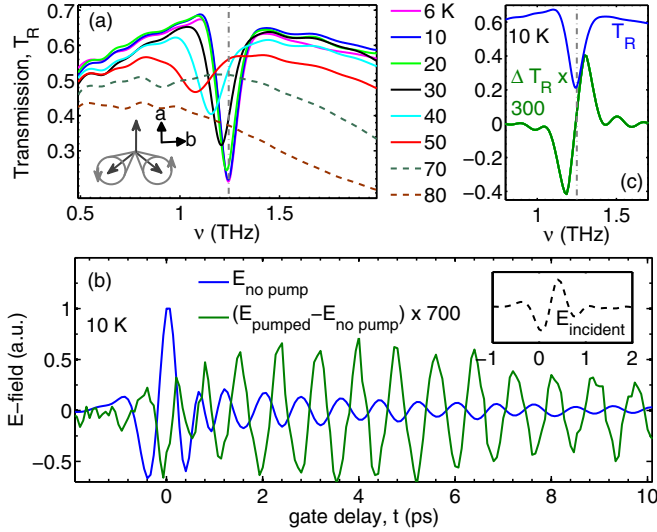 (a)
Transmission, T_R
0.7
0.6
0.5
0.4
0.3
a
b
0.5
1
1.5
ν (THz)
6 K
10
20
30
40
50
70
80
10 K
T_R
Δ T_R x
300
(c)
0.6
0.4
0.2
0
-0.2
-0.4
1
1.5
ν (THz)
(b)
10 K
E_no pump
(E_pumped−E_no pump) x 700
E_incident
-1
0
1
2
E-field (a.u.)
1
0.5
0
-0.5
0
2
4
6
8
10
gate delay, t (ps)